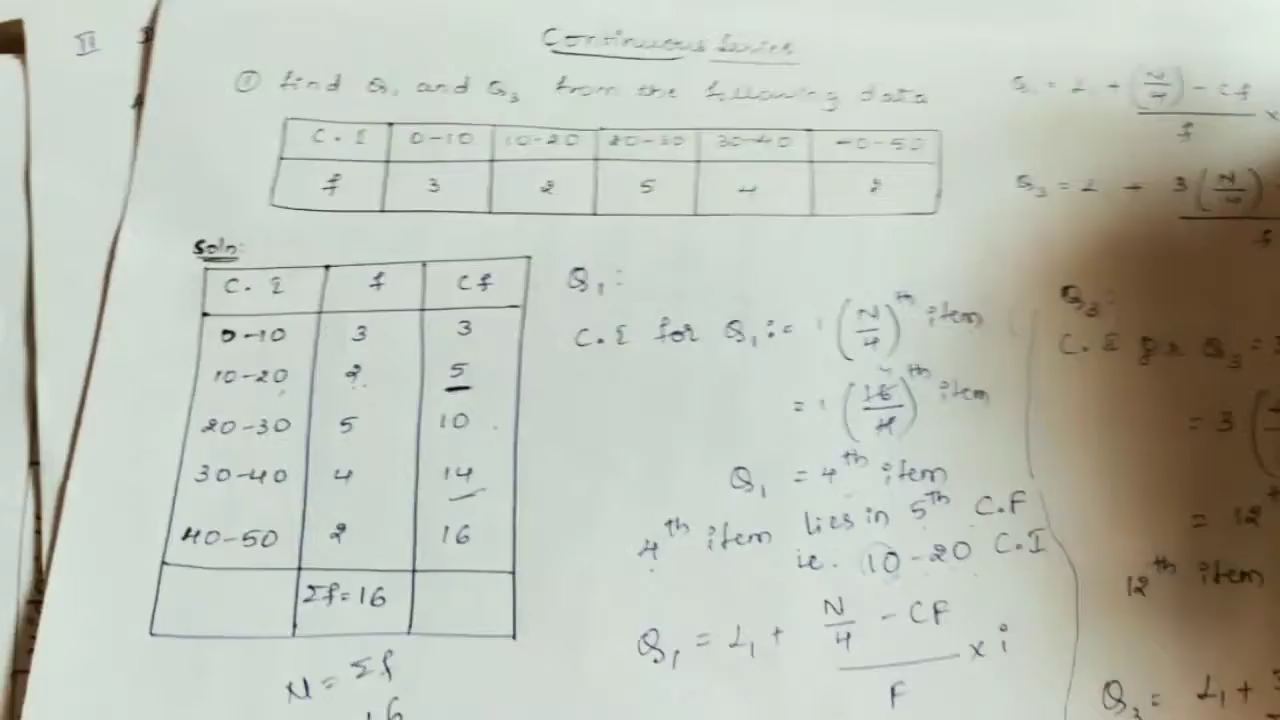 II
Continuous Series
① find Q₁ and Q₃ from the following data
C.I 0-10 10-20 20-30 30-40 40-50
f 3 2 5 4 2
Q₁ = L + (N/4) - Cf / f ×
Q₃ = L + 3 (N/4) / f
Soln:
C.I f Cf
0-10 3 3
10-20 2 5
20-30 5 10
30-40 4 14
40-50 2 16
Σf=16
N = Σf
16
Q₁:
C.I for Q₁ := (N/4)th item
= (16/4)th item
Q₁ = 4th item
4th item lies in 5th C.F
ie. 10-20 C.I
Q₁ = L₁ + N/4 - CF / F × i
Q₃:
C.I for Q₃ =
= 3 (
= 12
12th item
Q₃ = L₁ +